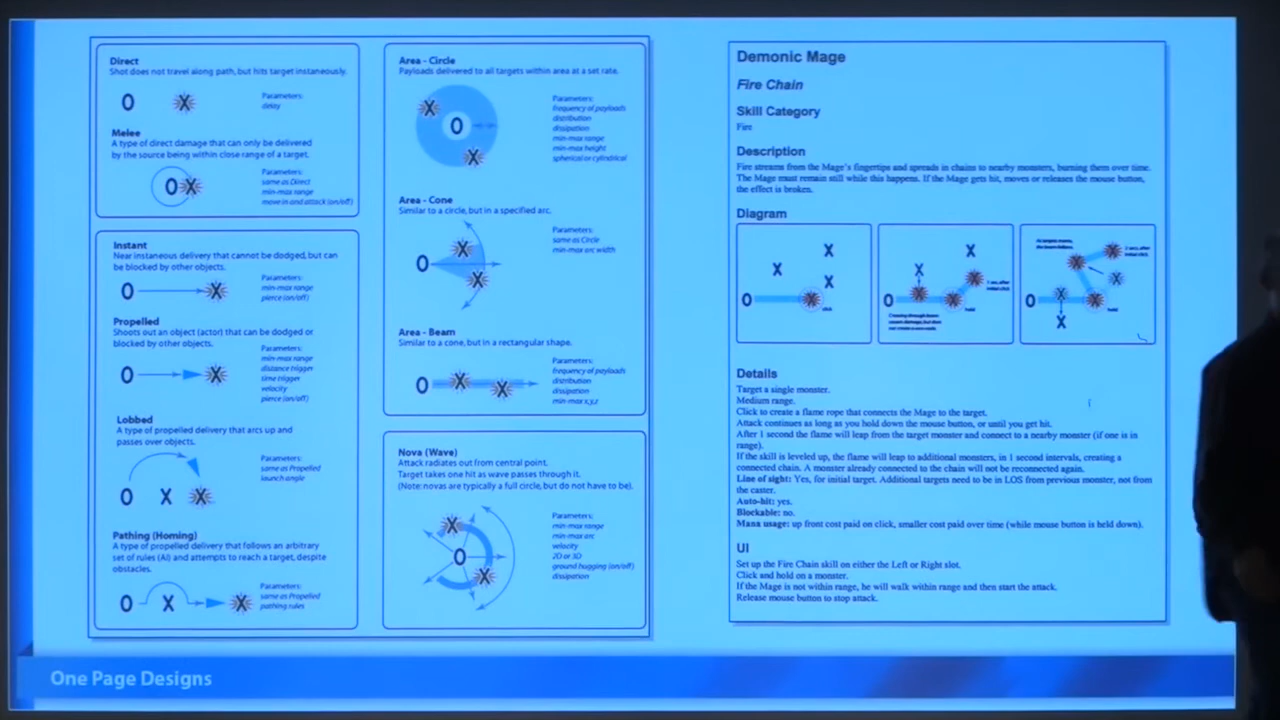 Direct
Shot does not travel along path, but hits target instaneously.
O X
Parameters:
delay
Melee
A type of direct damage that can only be delivered
by the source being within close range of a target.
O X
Parameters:
same as Direct
min-max range
move in and attack (on/off)
Instant
Near instaneous delivery that cannot be dodged, but can
be blocked by other objects.
O X
Parameters:
min-max range
pierce (on/off)
Propelled
Shoots out an object (actor) that can be dodged or
blocked by other objects.
O X
Parameters:
min-max range
distance trigger
time trigger
velocity
pierce (on/off)
Lobbed
A type of propelled delivery that arcs up and
passes over objects.
O X X
Parameters:
same as Propelled
launch angle
Pathing (Homing)
A type of propelled delivery that follows an arbitrary
set of rules (AI) and attempts to reach a target, despite
obstacles.
O X X
Parameters:
same as Propelled
pathing rules
Area - Circle
Payloads delivered to all targets within area at a set rate.
X
O
X
Parameters:
frequency of payloads
distribution
dissipation
min-max range
min-max height
spherical or cylindrical
Area - Cone
Similar to a circle, but in a specified arc.
X
O
X
Parameters:
same as Circle
min-max arc width
Area - Beam
Similar to a cone, but in a rectangular shape.
O X X
Parameters:
frequency of payloads
distribution
dissipation
min-max x,y,z
Nova (Wave)
Attack radiates out from central point.
Target takes one hit as wave passes through it.
(Note: novas are typically a full circle, but do not have to be).
X
O
X
Parameters:
min-max range
min-max arc
velocity
2D or 3D
ground hugging (on/off)
dissipation
Demonic Mage
Fire Chain
Skill Category
Fire
Description
Fire streams from the Mage's fingertips and spreads in chains to nearby monsters, burning them over time.
The Mage must remain still while this happens. If the Mage gets hit, moves or releases the mouse button,
the effect is broken.
Diagram
X
X
X
O X
click
X
X
X
O X X
1 sec. after
initial click
hold
X
X
X
X
O X
X
hold
Details
Target a single monster.
Medium range.
Click to create a flame rope that connects the Mage to the target.
Attack continues as long as you hold down the mouse button, or until you get hit.
After 1 second the flame will leap from the target monster and connect to a nearby monster (if one is in
range).
If the skill is leveled up, the flame will leap to additional monsters, in 1 second intervals, creating a
connected chain. A monster already connected to the chain will not be reconnected again.
Line of sight: Yes, for initial target. Additional targets need to be in LOS from previous monster, not from
the caster.
Auto-hit: yes.
Blockable: no.
Mana usage: up front cost paid on click, smaller cost paid over time (while mouse button is held down).
UI
Set up the Fire Chain skill on either the Left or Right slot.
Click and hold on a monster.
If the Mage is not within range, he will walk within range and then start the attack.
Release mouse button to stop attack.
One Page Designs